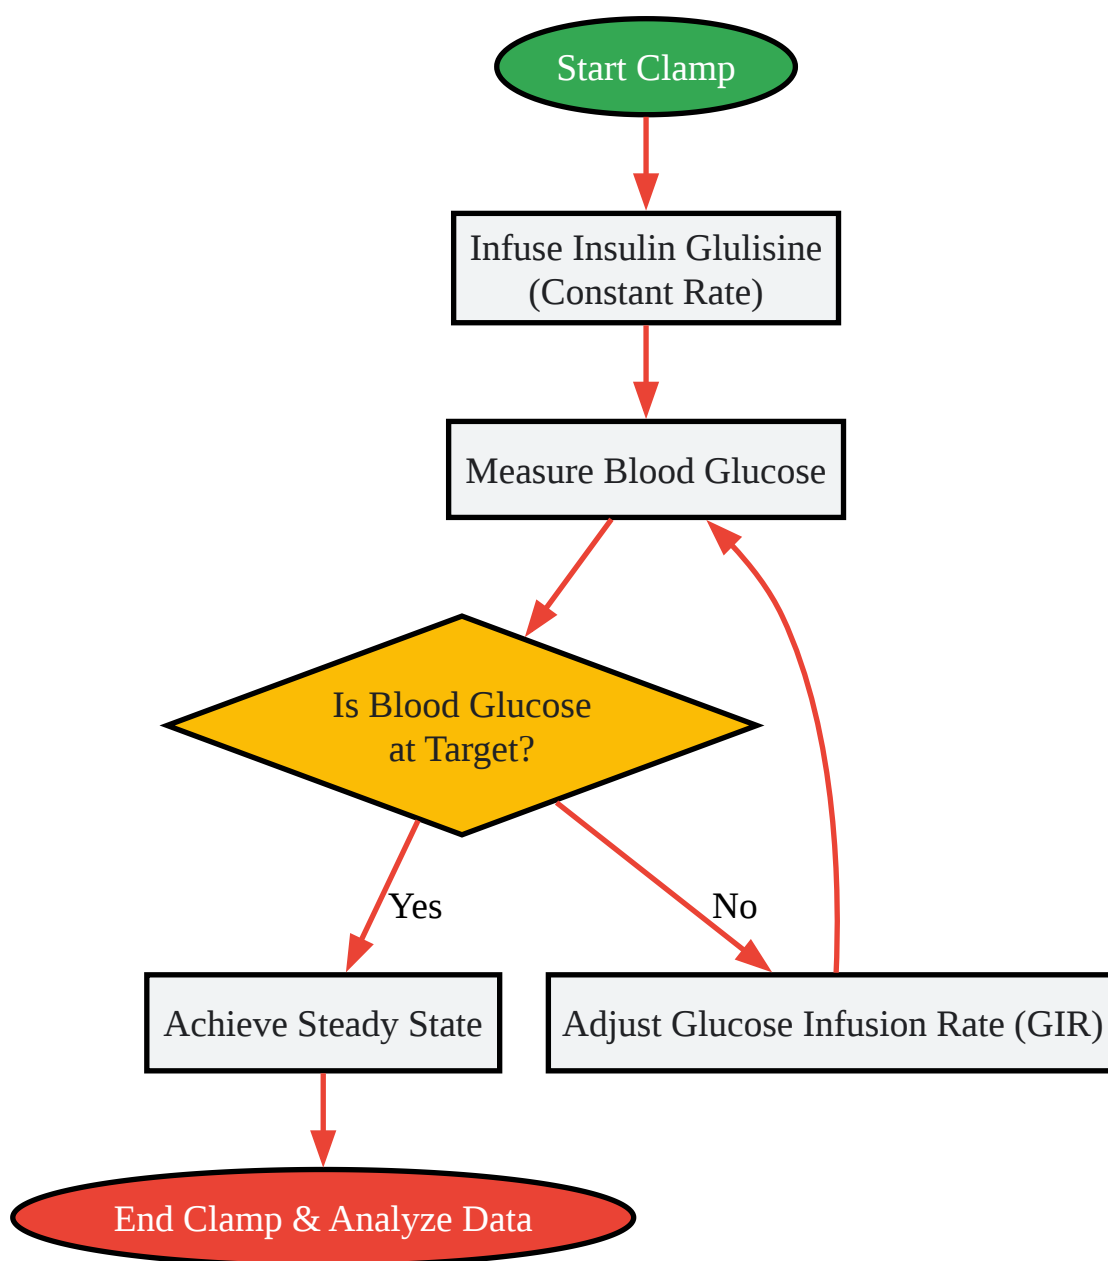 Start Clamp
Infuse Insulin Glulisine
(Constant Rate)
Measure Blood Glucose
Is Blood Glucose
at Target?
Yes
No
Achieve Steady State
Adjust Glucose Infusion Rate (GIR)
End Clamp & Analyze Data